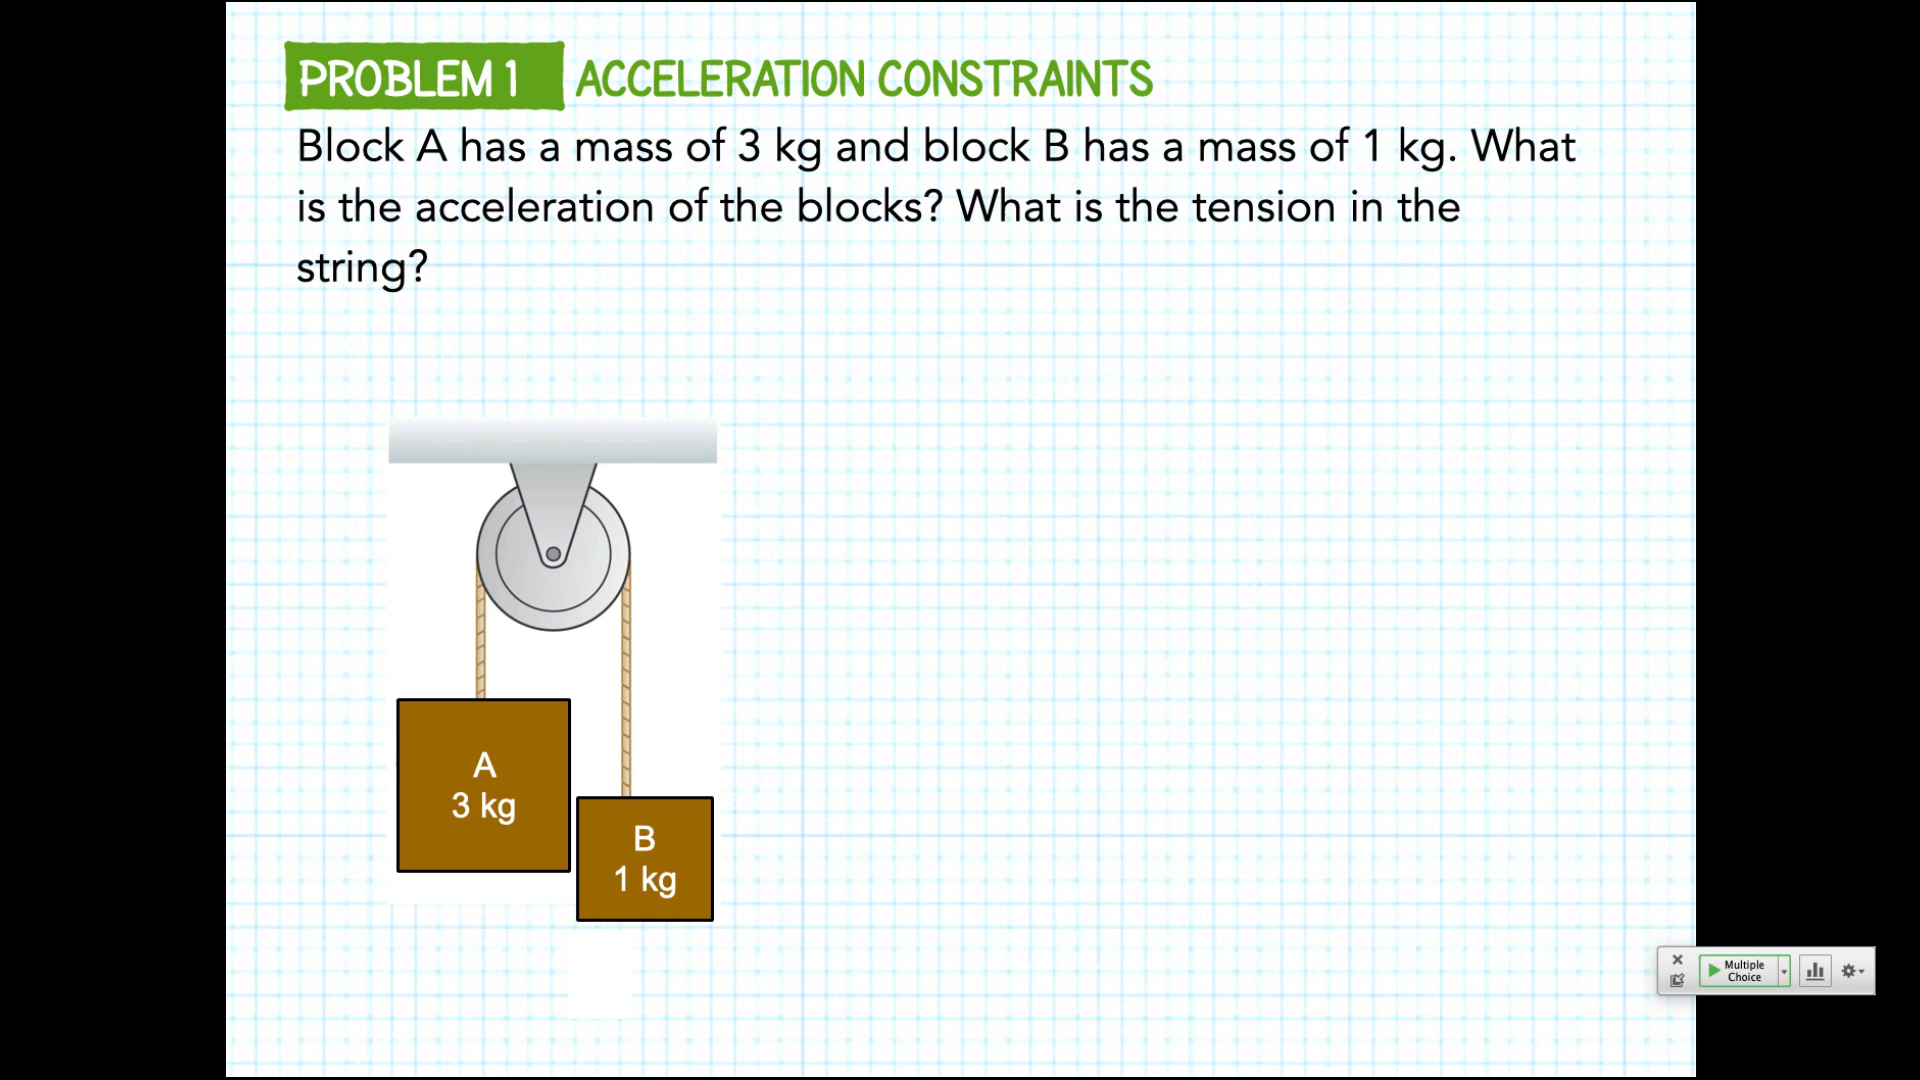 PROBLEM 1 ACCELERATION CONSTRAINTS
Block A has a mass of 3 kg and block B has a mass of 1 kg. What
is the acceleration of the blocks? What is the tension in the
string?
A
3 kg
B
1 kg
Multiple
Choice